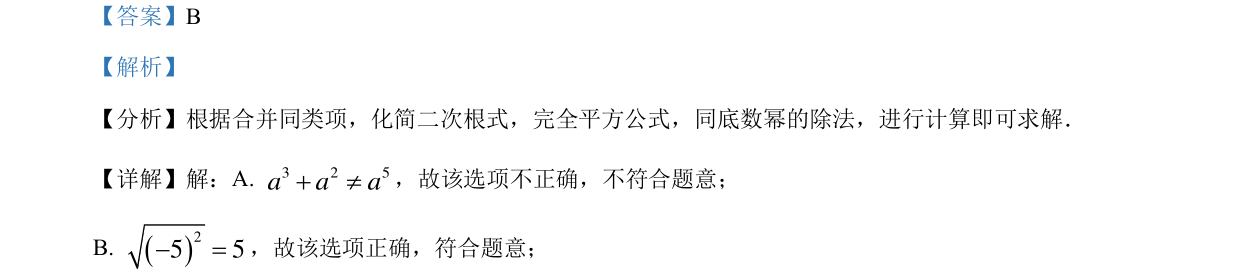 【答案】B
【解析】
【分析】根据合并同类项，化简二次根式，完全平方公式，同底数幂的除法，进行计算即可求解．
【详解】解：A. a³+a²≠a⁵，故该选项不正确，不符合题意；
B. √(−5)²=5，故该选项正确，符合题意；